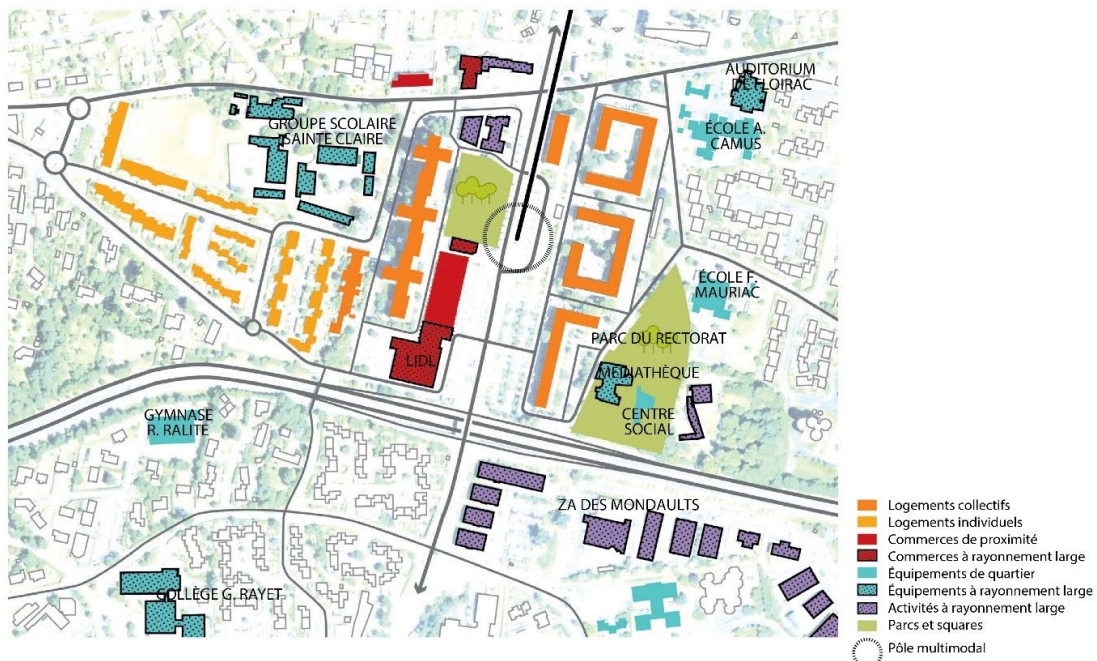 AUDITORIUM
DE FLOIRAC
GROUPE SCOLAIRE
SAINTE CLAIRE
ÉCOLE A.
CAMUS
ÉCOLE F.
MAURIAC
PARC DU RECTORAT
LIDL
MÉDIATHÈQUE
CENTRE
SOCIAL
GYMNASE
R. RALITE
ZA DES MONDAULTS
COLLÈGE G. RAYET
Logements collectifs
Logements individuels
Commerces de proximité
Commerces à rayonnement large
Équipements de quartier
Équipements à rayonnement large
Activités à rayonnement large
Parcs et squares
Pôle multimodal